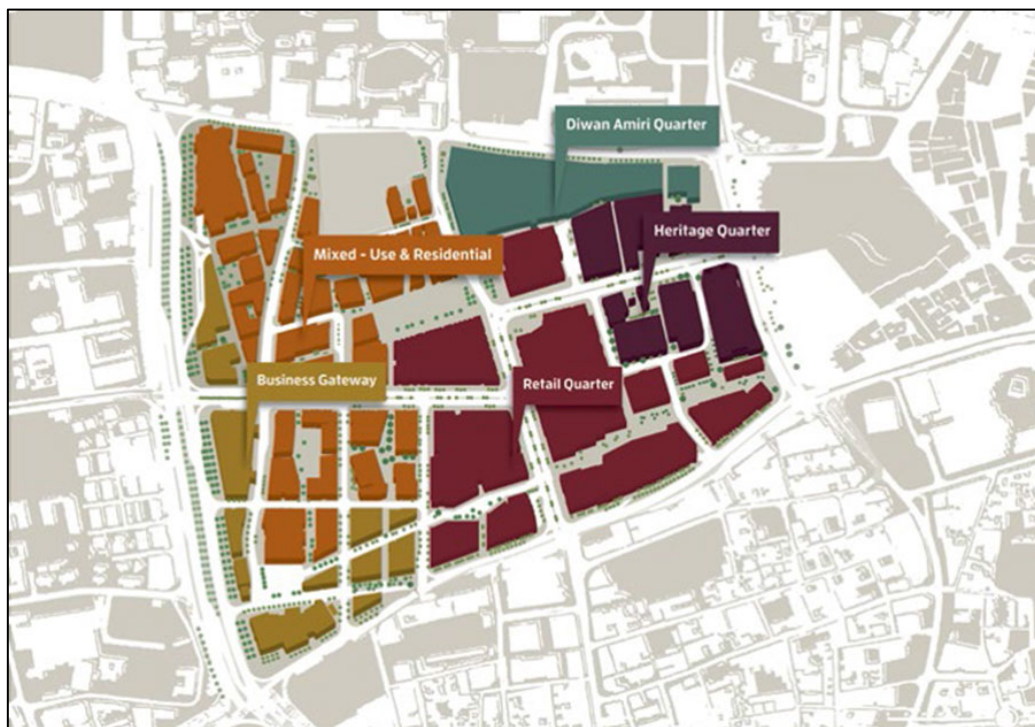 Diwan Amiri Quarter
Heritage Quarter
Mixed - Use & Residential
Business Gateway
Retail Quarter